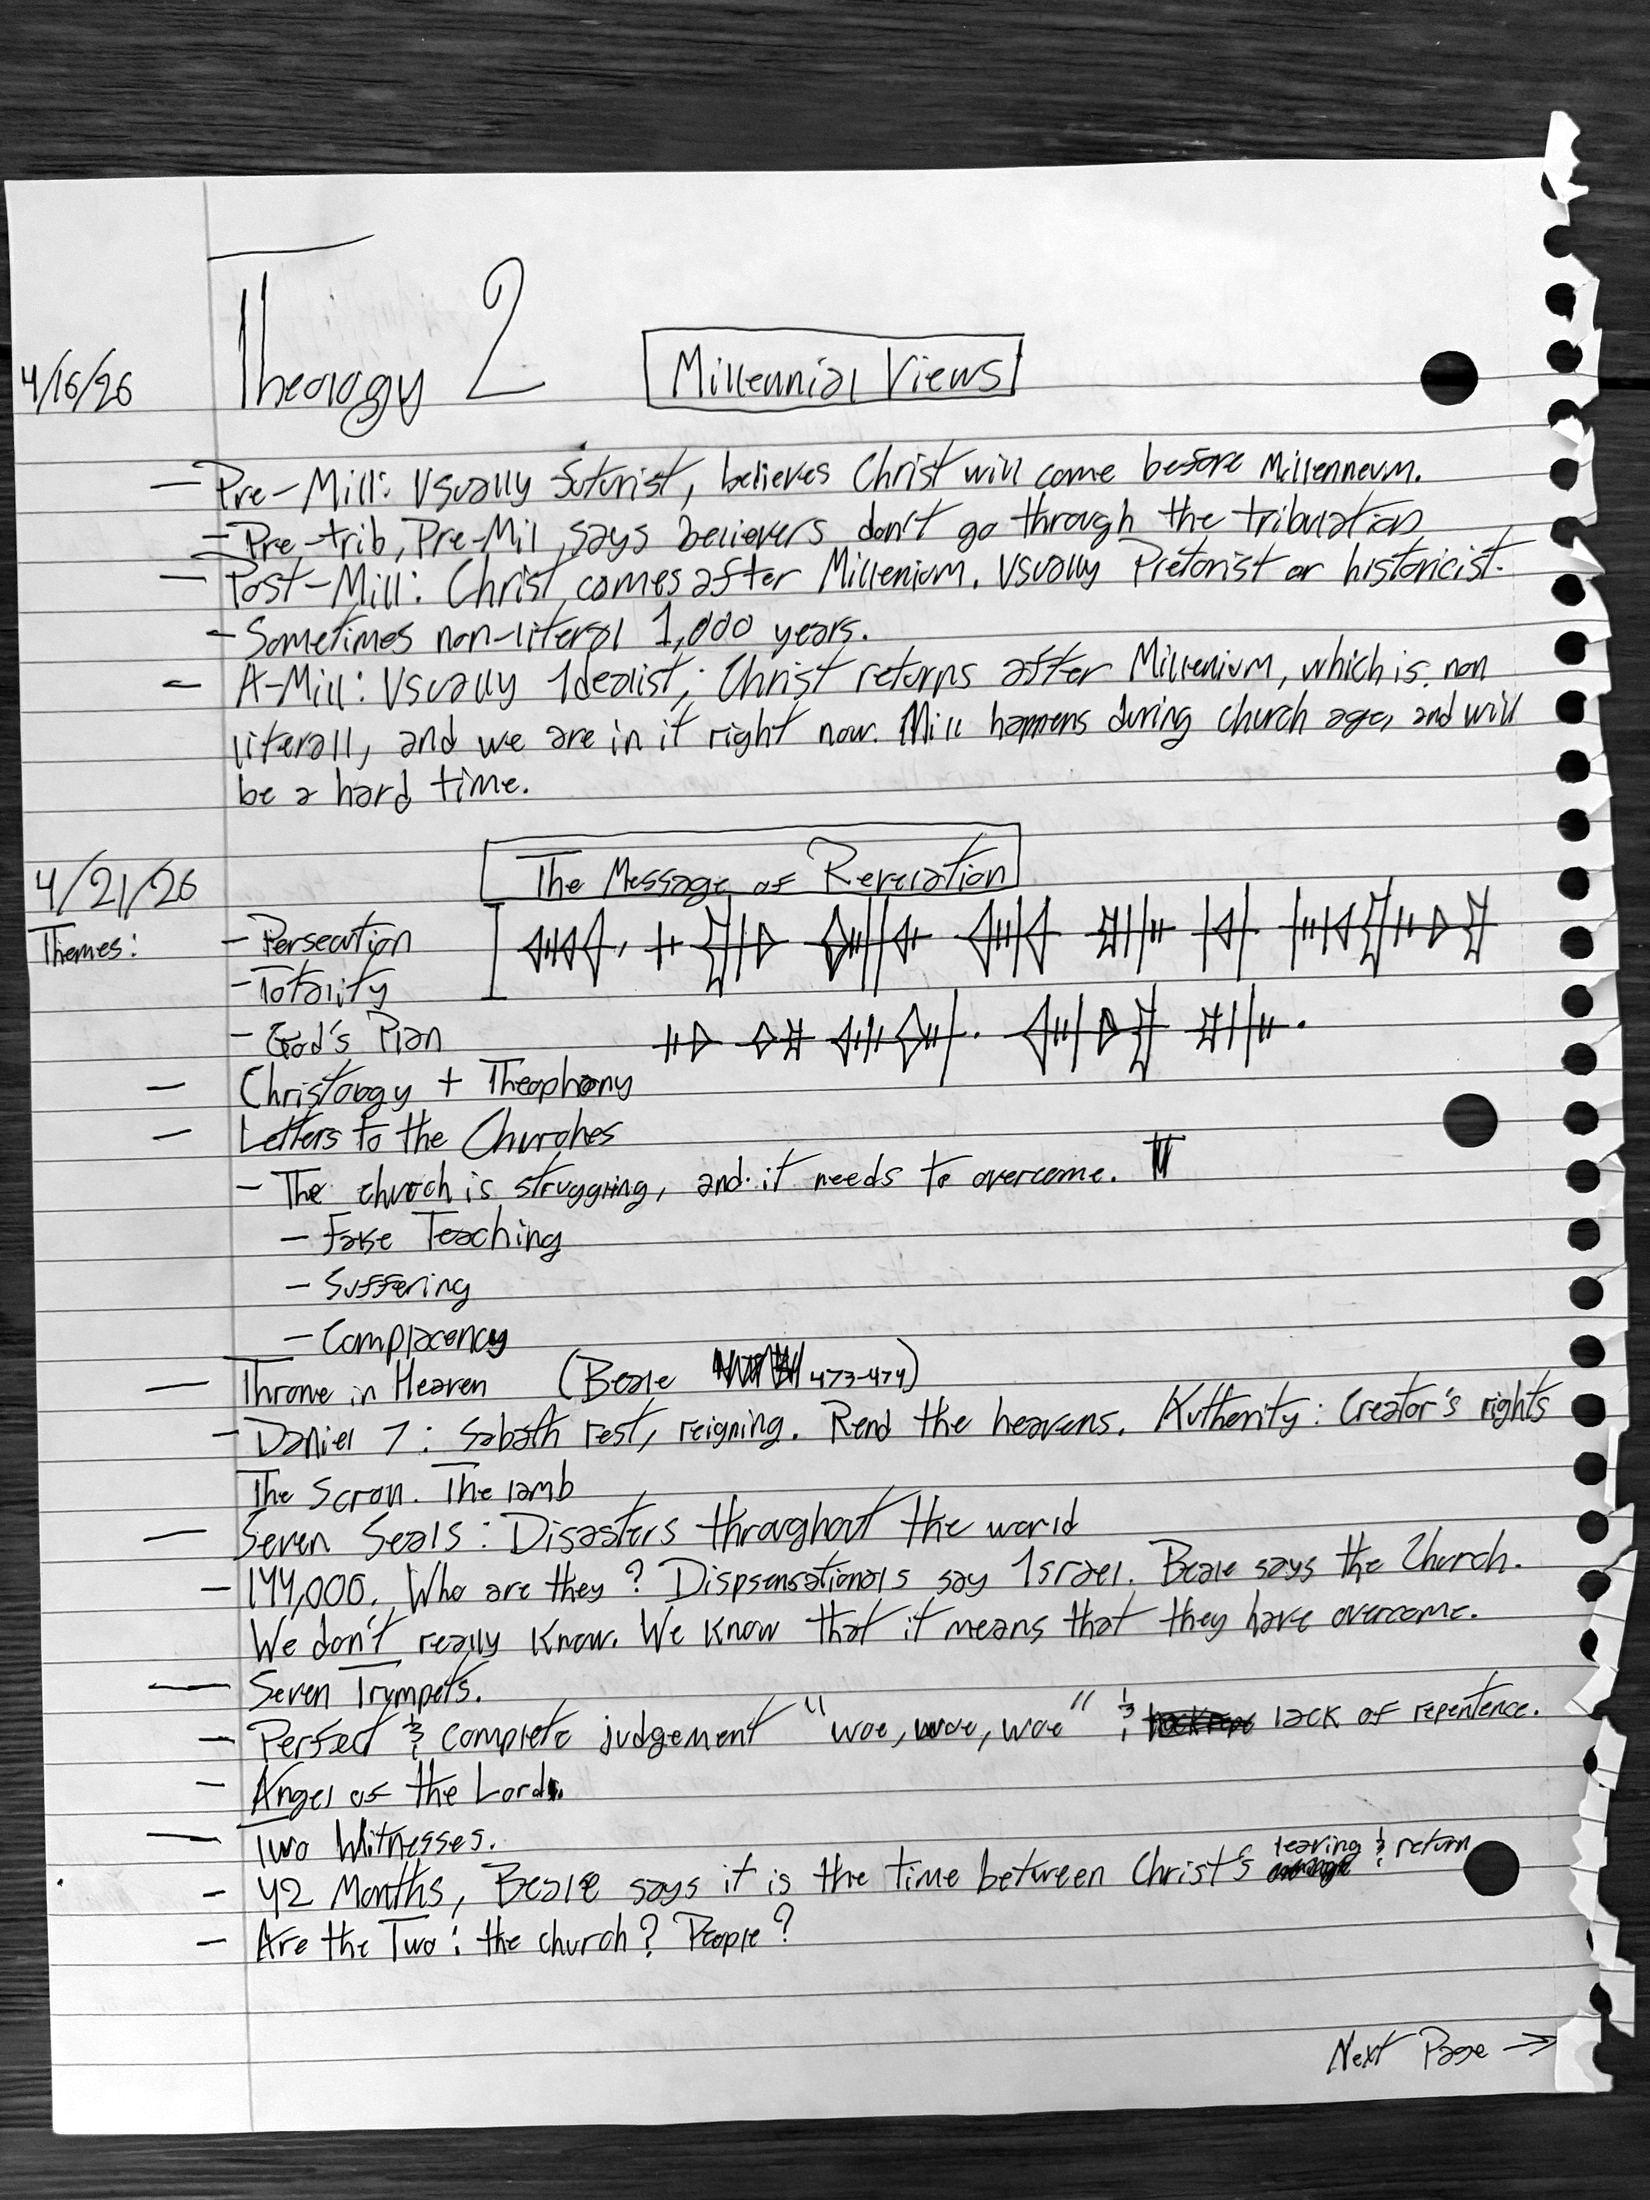 Theology 2
4/16/26
Millennial Views
- Pre-Mill: Usually futurist, believes Christ will come before Millenneum.
- Pre-trib, Pre-Mil, says believers don't go through the tribulation
- Post-Mill: Christ comes after Millenium. Usually Pretorist or historicist.
- Sometimes non-literal 1,000 years.
- A-Mill: Usually Idealist; Christ returns after Millenium, which is non
literall, and we are in it right now. Mill happens during church age, and will
be a hard time.
4/21/26
The Message of Revelation
Themes:
- Persecution
- Totality
- God's Plan
- Christology + Theophony
- Letters to the Churches
- The church is struggling, and it needs to overcome.
- False Teaching
- Suffering
- Complacency
- Throne in Heaven (Beale 473-474)
- Daniel 7: Sabath rest, reigning. Rend the heavens. Authority: Creator's rights
The Scroll. The lamb
- Seven Seals: Disasters throughout the world
- 144,000. Who are they? Dispsensationals say Israel. Beale says the Church.
We don't really know. We know that it means that they have overcome.
- Seven Trumpets.
- Perfect & complete judgement "woe, woe, woe" & lack of repentence.
- Angel of the Lord.
- Two Witnesses.
- 42 Months, Beale says it is the time between Christ's leaving & return
- Are the Two: the church? People?
Next Page →